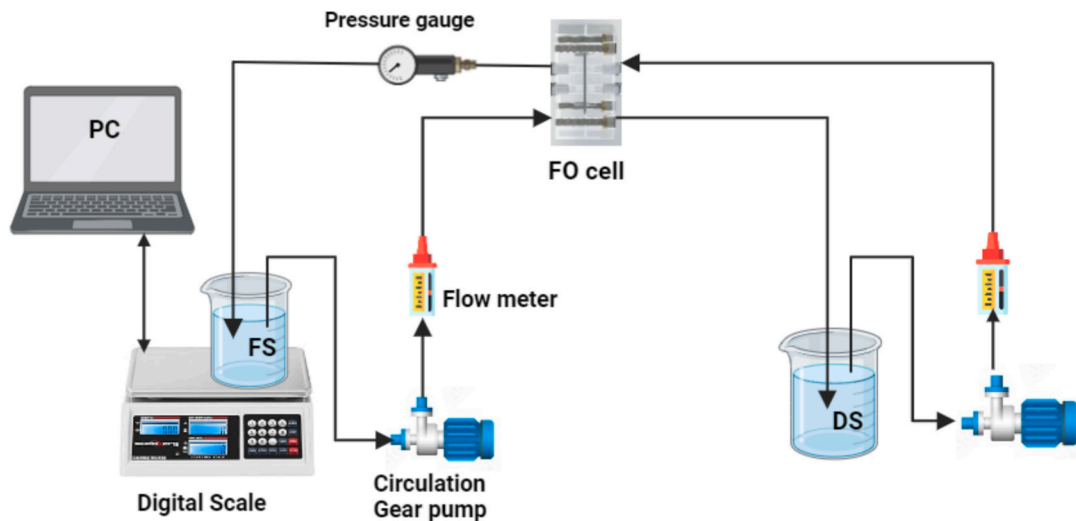 Pressure gauge
PC
FO cell
Flow meter
FS
DS
Circulation
Gear pump
Digital Scale